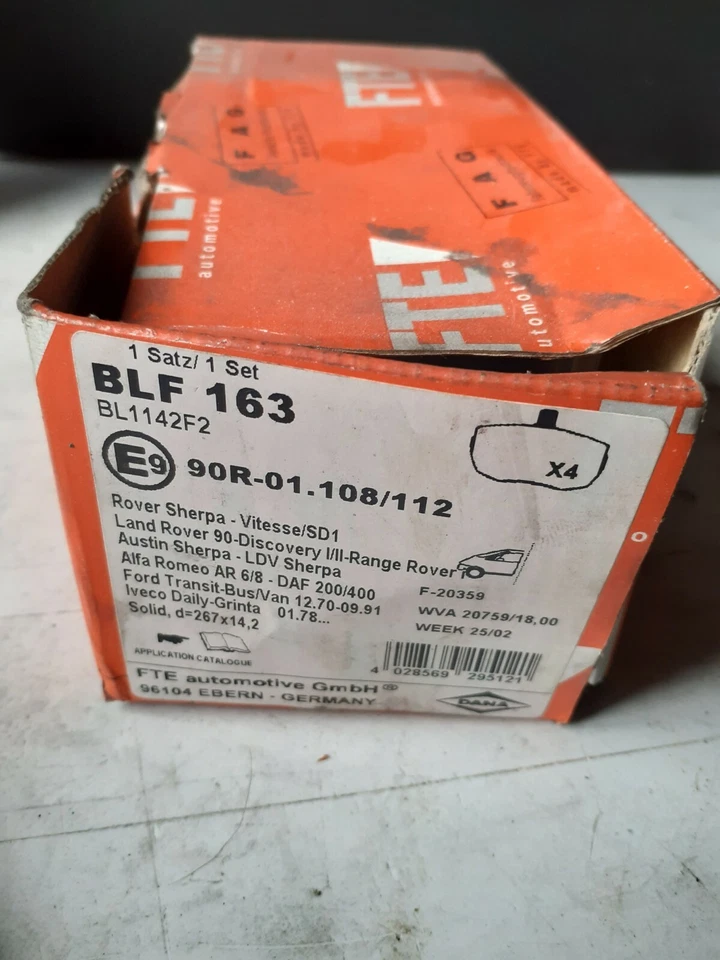 FTE
FTE
FAG
FAG
FTE
automotive
FTE
automotive
1 Satz/ 1 Set
BLF 163
BL1142F2
X4
E9 90R-01.108/112
Rover Sherpa - Vitesse/SD1
Land Rover 90-Discovery I/II-Range Rover
Austin Sherpa - LDV Sherpa
Alfa Romeo AR 6/8 - DAF 200/400
Ford Transit-Bus/Van 12.70-09.91
Iveco Daily-Grinta 01.78...
Solid, d=267x14,2
F-20359
WVA 20759/18,00
WEEK 25/02
APPLICATION CATALOGUE
4 028569 295121
FTE automotive GmbH®
96104 EBERN - GERMANY
DANA